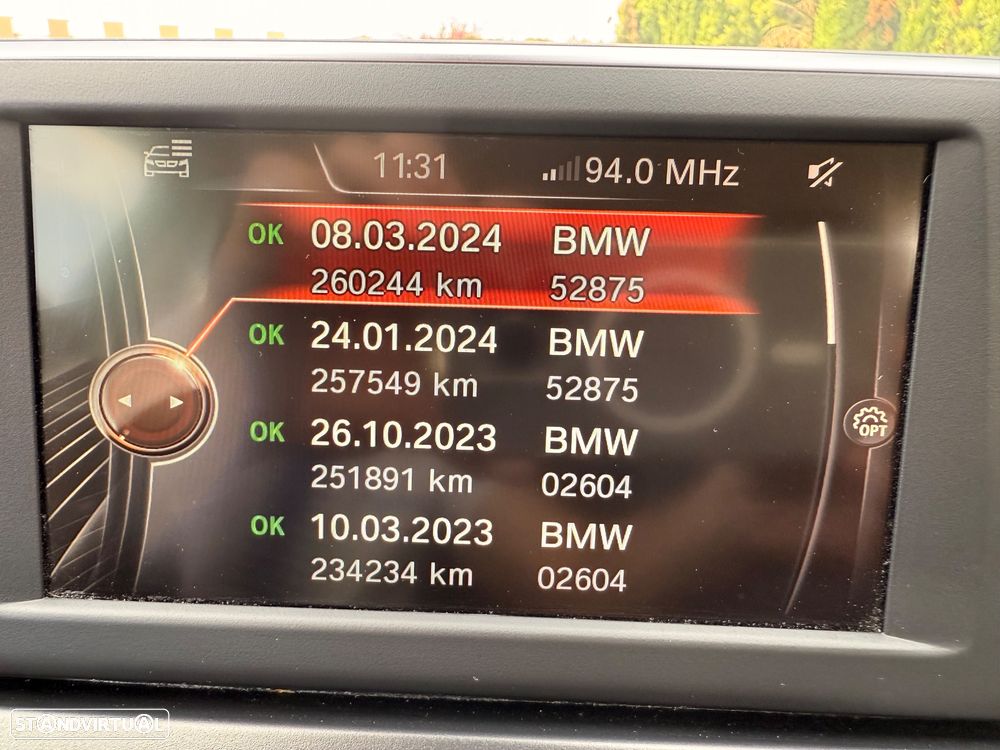 11:31 94.0 MHz
OK 08.03.2024 BMW
260244 km 52875
OK 24.01.2024 BMW
257549 km 52875
OK 26.10.2023 BMW
251891 km 02604
OK 10.03.2023 BMW
234234 km 02604
OPT
STANDVIRTUAL